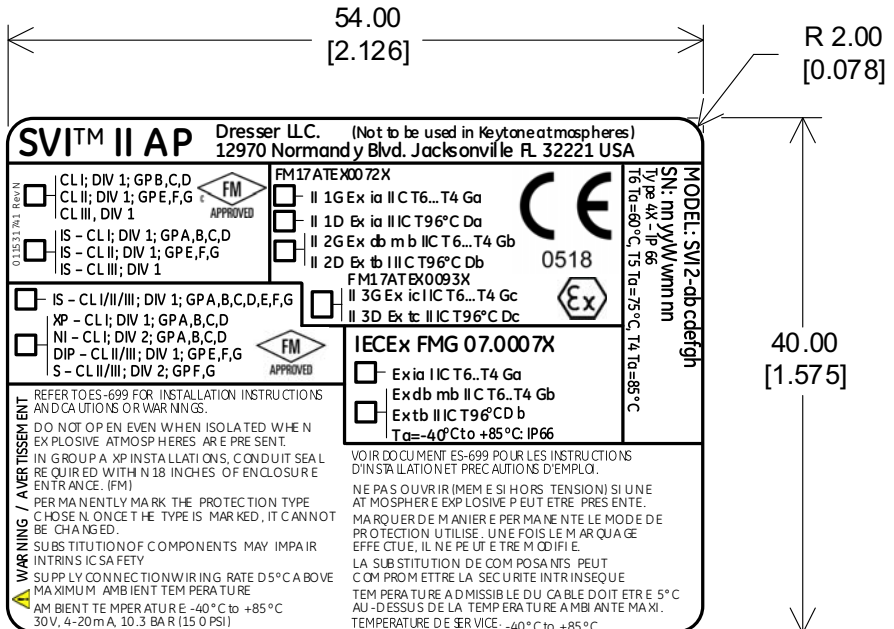 54.00
[2.126]
R 2.00
[0.078]
40.00
[1.575]
SVI™ II AP
Dresser LLC. (Not to be used in Keytone atmospheres)
12970 Normandy Blvd. Jacksonville FL 32221 USA
011531741 Rev N
CL I; DIV 1; GPB,C,D
CL II; DIV 1; GPE,F,G
CL III, DIV 1
c FM
APPROVED
IS – CL I; DIV 1; GPA,B,C,D
IS – CL II; DIV 1; GPE,F,G
IS – CL III; DIV 1
FM17ATEX0072X
II 1G Ex ia IIC T6...T4 Ga
II 1D Ex ia IIC T96°C Da
II 2G Ex db mb IIC T6...T4 Gb
II 2D Ex tb IIIC T96°C Db
FM17ATEX0093X
II 3G Ex ic IIC T6...T4 Gc
II 3D Ex tc IIIC T96°C Dc
CE
0518
Ex
MODEL: SVI2-abcdefgh
SN: nnyyWwnnnn
Type 4X – IP 66
T6 Ta=60°C, T5 Ta=75°C, T4 Ta=85°C
IS – CL I/II/III; DIV 1; GPA,B,C,D,E,F,G
XP – CL I; DIV 1; GPA,B,C,D
NI – CL I; DIV 2; GPA,B,C,D
DIP – CL II/III; DIV 1; GPE,F,G
S – CL II/III; DIV 2; GPF,G
FM
APPROVED
IECEx FMG 07.0007X
Ex ia IIC T6..T4 Ga
Ex db mb IIC T6..T4 Gb
Ex tb IIIC T96°C Db
Ta=-40°C to +85°C: IP66
WARNING / AVERTISSEMENT
REFER TO ES-699 FOR INSTALLATION INSTRUCTIONS
AND CAUTIONS OR WARNINGS.
DO NOT OPEN EVEN WHEN ISOLATED WHEN
EXPLOSIVE ATMOSPHERES ARE PRESENT.
IN GROUP A XP INSTALLATIONS, CONDUIT SEAL
REQUIRED WITHIN 18 INCHES OF ENCLOSURE
ENTRANCE. (FM)
PERMANENTLY MARK THE PROTECTION TYPE
CHOSEN. ONCE THE TYPE IS MARKED, IT CANNOT
BE CHANGED.
SUBSTITUTION OF COMPONENTS MAY IMPAIR
INTRINSIC SAFETY
SUPPLY CONNECTION WIRING RATED 5°C ABOVE
MAXIMUM AMBIENT TEMPERATURE
AMBIENT TEMPERATURE: -40°C to +85°C
30V, 4-20mA, 10.3 BAR (150 PSI)
VOIR DOCUMENT ES-699 POUR LES INSTRUCTIONS
D'INSTALLATION ET PRECAUTIONS D'EMPLOI.
NE PAS OUVRIR (MEME SI HORS TENSION) SI UNE
ATMOSPHERE EXPLOSIVE PEUT ETRE PRESENTE.
MARQUER DE MANIERE PERMANENTE LE MODE DE
PROTECTION UTILISE. UNE FOIS LE MARQUAGE
EFFECTUE, IL NE PEUT ETRE MODIFIE.
LA SUBSTITUTION DE COMPOSANTS PEUT
COMPROMETTRE LA SECURITE INTRINSEQUE
TEMPERATURE ADMISSIBLE DU CABLE DOIT ETRE 5°C
AU-DESSUS DE LA TEMPERATURE AMBIANTE MAXI.
TEMPERATURE DE SERVICE: -40°C to +85°C